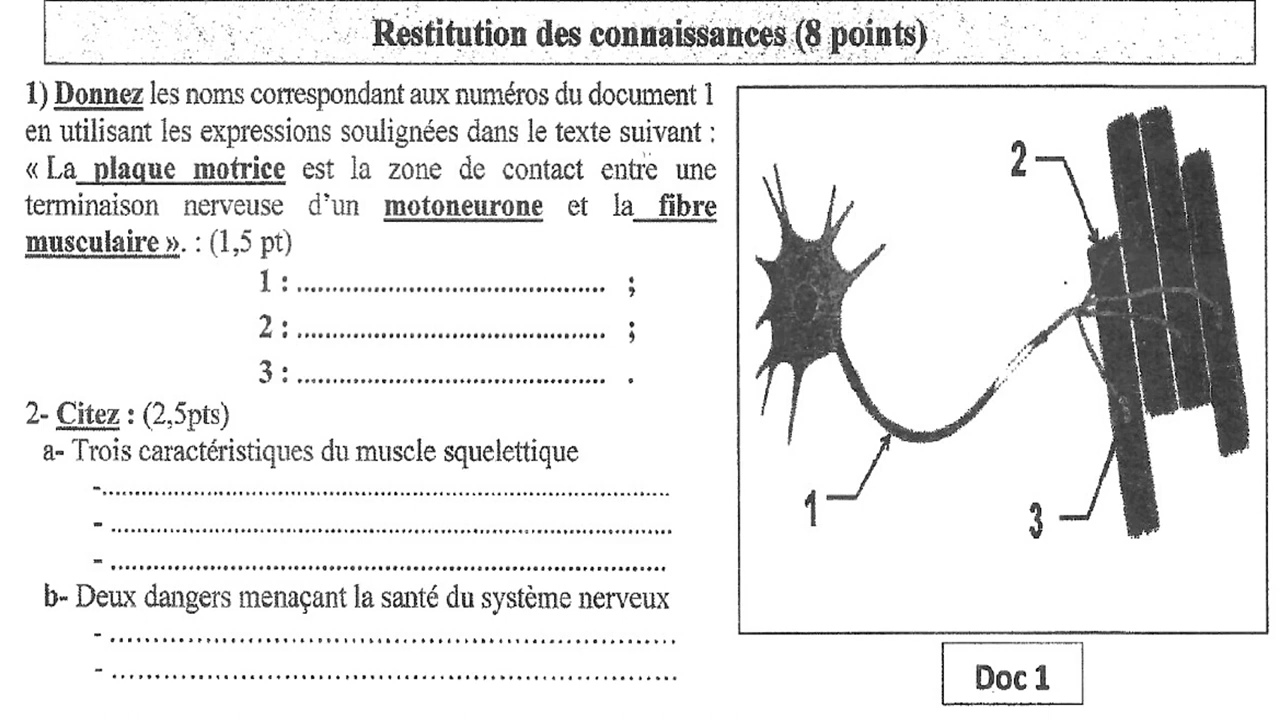 Restitution des connaissances (8 points)
1) Donnez les noms correspondant aux numéros du document 1
en utilisant les expressions soulignées dans le texte suivant :
« La plaque motrice est la zone de contact entre une
terminaison nerveuse d'un motoneurone et la fibre
musculaire ». : (1,5 pt)
1 : ............................................ ;
2 : ............................................ ;
3 : ............................................ .
2- Citez : (2,5pts)
a- Trois caractéristiques du muscle squelettique
-................................................................................
- ................................................................................
- ................................................................................
b- Deux dangers menaçant la santé du système nerveux
- ................................................................................
- ................................................................................
2
1
3
Doc 1